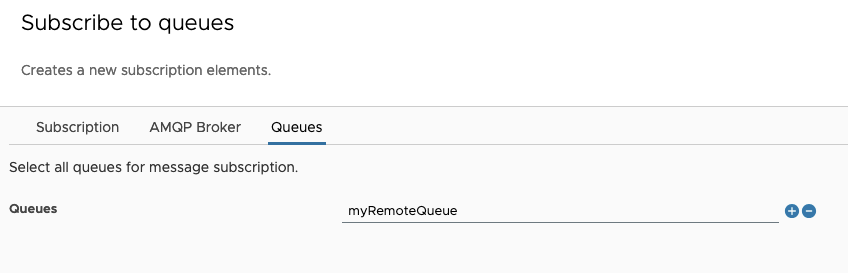 Subscribe to queues
Creates a new subscription elements.
Subscription AMQP Broker Queues
Select all queues for message subscription.
Queues myRemoteQueue